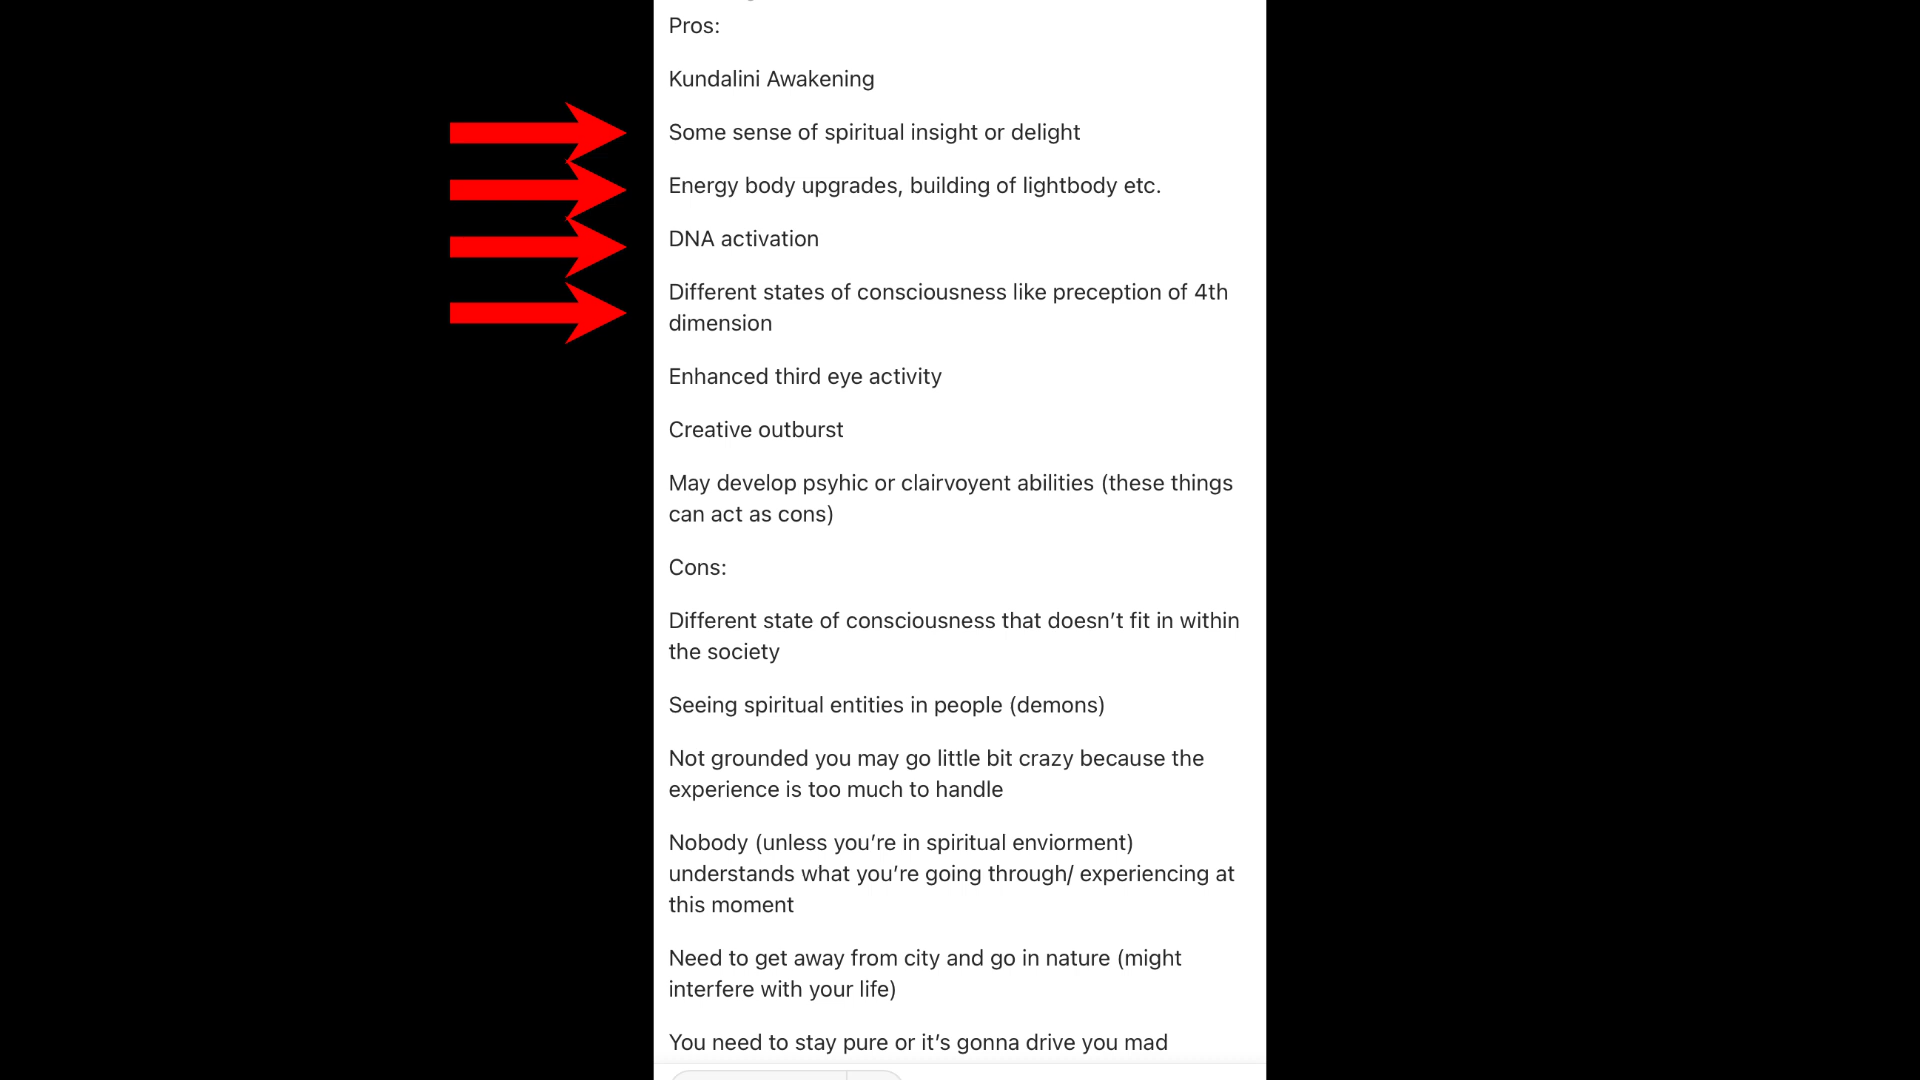 Pros:
Kundalini Awakening
Some sense of spiritual insight or delight
Energy body upgrades, building of lightbody etc.
DNA activation
Different states of consciousness like preception of 4th
dimension
Enhanced third eye activity
Creative outburst
May develop psyhic or clairvoyent abilities (these things
can act as cons)
Cons:
Different state of consciousness that doesn’t fit in within
the society
Seeing spiritual entities in people (demons)
Not grounded you may go little bit crazy because the
experience is too much to handle
Nobody (unless you’re in spiritual enviorment)
understands what you’re going through/ experiencing at
this moment
Need to get away from city and go in nature (might
interfere with your life)
You need to stay pure or it’s gonna drive you mad